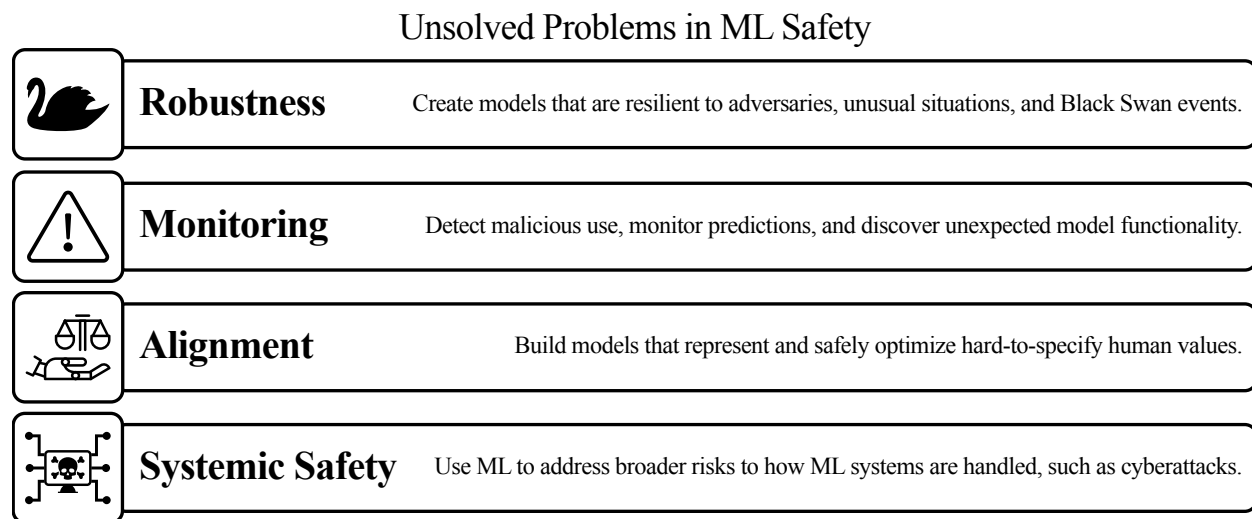 Unsolved Problems in ML Safety
Robustness Create models that are resilient to adversaries, unusual situations, and Black Swan events.
Monitoring Detect malicious use, monitor predictions, and discover unexpected model functionality.
Alignment Build models that represent and safely optimize hard-to-specify human values.
Systemic Safety Use ML to address broader risks to how ML systems are handled, such as cyberattacks.